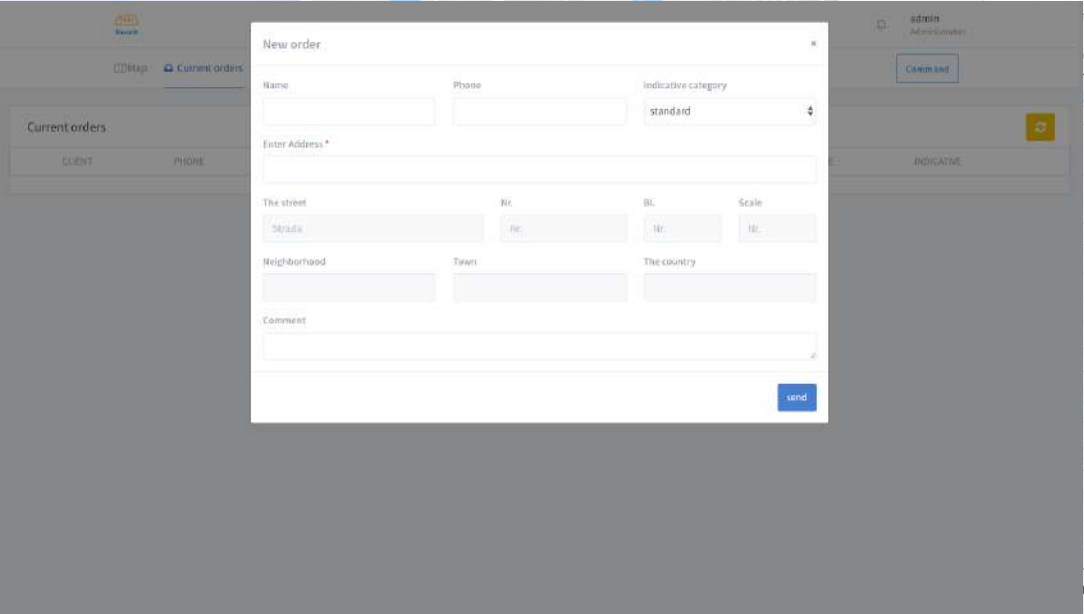 New order ×
admin
Administrator
Map Current orders Command
Name Phone Indicative category
standard
Current orders
Enter Address *
CLIENT PHONE INDICATIVE
The street Nr. Bl. Scale
Strada Nr. Nr. Nr.
Neighborhood Town The country
Comment
send